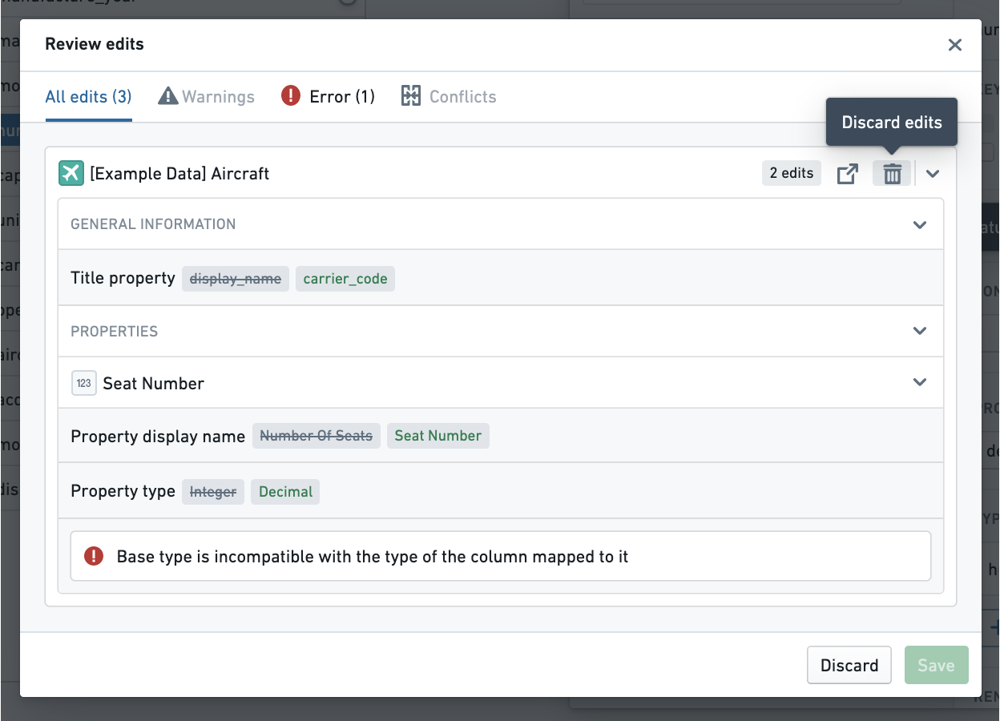 Review edits
All edits (3)
Warnings
Error (1)
Conflicts
Discard edits
[Example Data] Aircraft
2 edits
GENERAL INFORMATION
Title property display_name carrier_code
PROPERTIES
123 Seat Number
Property display name Number Of Seats Seat Number
Property type Integer Decimal
Base type is incompatible with the type of the column mapped to it
Discard
Save